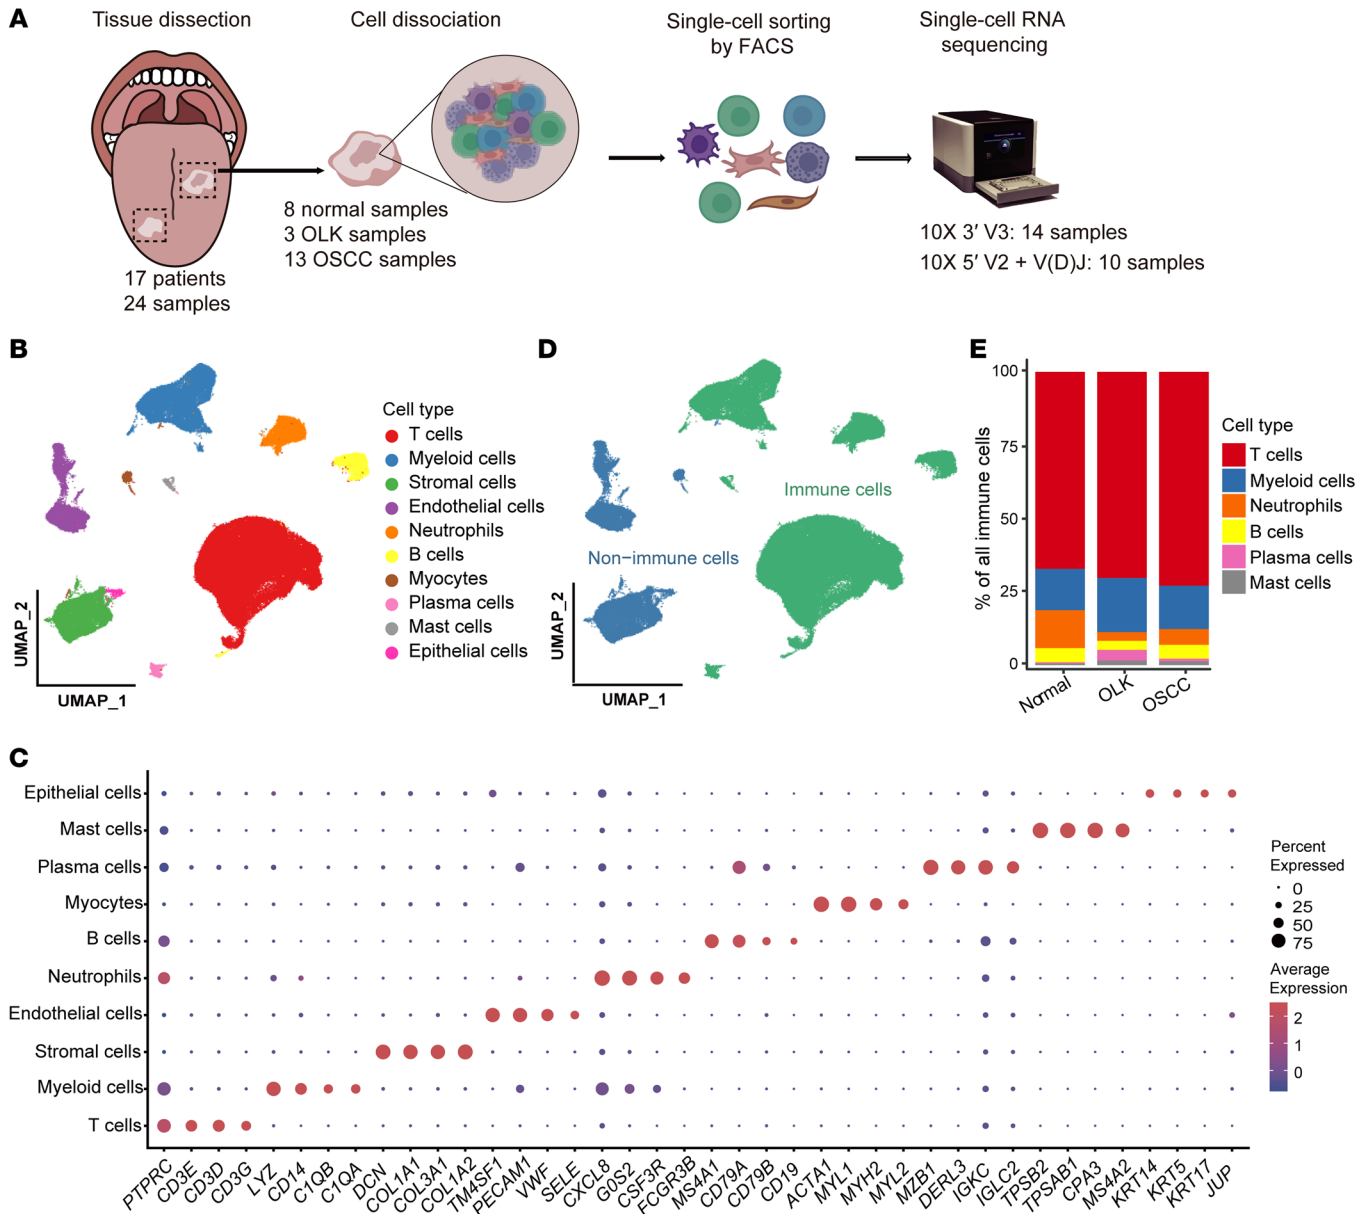 A
Tissue dissection
Cell dissociation
Single-cell sorting
by FACS
Single-cell RNA
sequencing
8 normal samples
3 OLK samples
13 OSCC samples
17 patients
24 samples
10X 3′ V3: 14 samples
10X 5′ V2 + V(D)J: 10 samples
B
Cell type
T cells
Myeloid cells
Stromal cells
Endothelial cells
Neutrophils
B cells
Myocytes
Plasma cells
Mast cells
Epithelial cells
UMAP_2
UMAP_1
D
Immune cells
Non-immune cells
UMAP_2
UMAP_1
E
% of all immune cells
100
75
50
25
0
Normal
OLK
OSCC
Cell type
T cells
Myeloid cells
Neutrophils
B cells
Plasma cells
Mast cells
C
Epithelial cells
Mast cells
Plasma cells
Myocytes
B cells
Neutrophils
Endothelial cells
Stromal cells
Myeloid cells
T cells
PTPRC
CD3E
CD3D
CD3G
LYZ
CD14
C1QB
C1QA
DCN
COL1A1
COL3A1
COL1A2
TM4SF1
PECAM1
VWF
SELE
CXCL8
G0S2
CSF3R
FCGR3B
MS4A1
CD79A
CD79B
CD19
ACTA1
MYL1
MYH2
MYL2
MZB1
DERL3
IGKC
IGLC2
TPSB2
TPSAB1
CPA3
MS4A2
KRT14
KRT5
KRT17
JUP
Percent
Expressed
0
25
50
75
Average
Expression
2
1
0